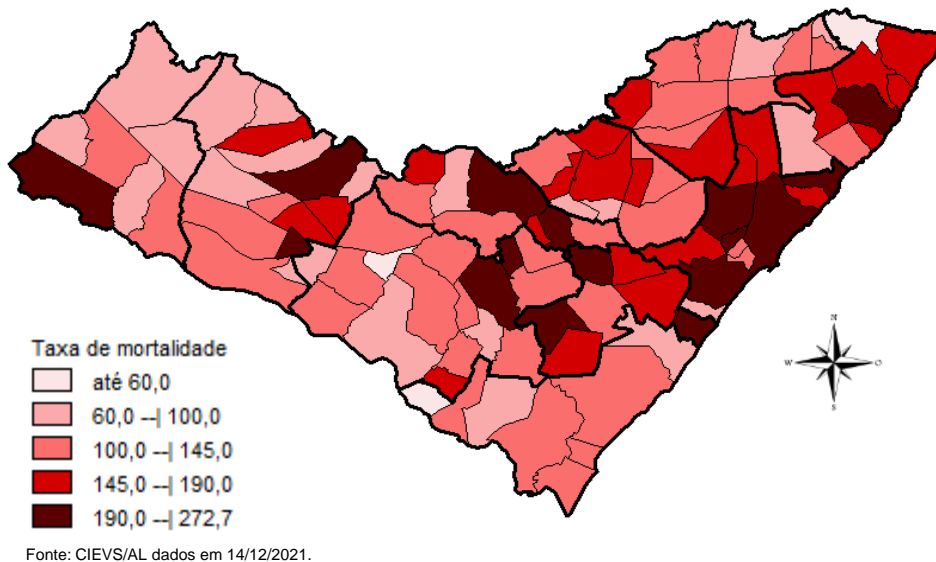 N
W
O
S
Taxa de mortalidade
até 60,0
60,0 --| 100,0
100,0 --| 145,0
145,0 --| 190,0
190,0 --| 272,7
Fonte: CIEVS/AL dados em 14/12/2021.